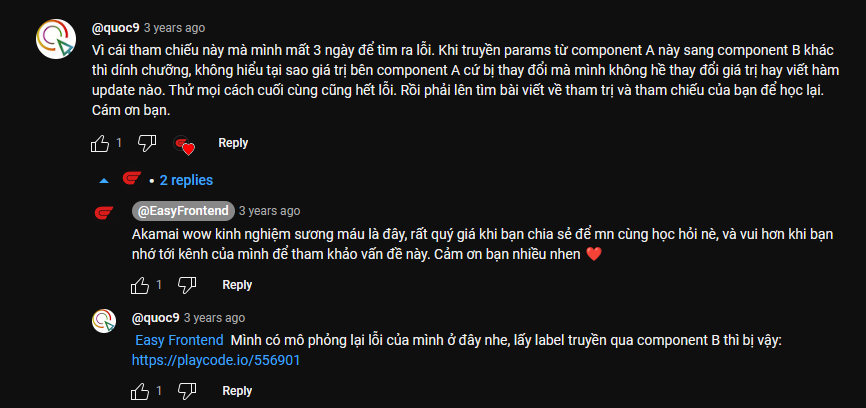 @quoc9 3 years ago
Vì cái tham chiếu này mà mình mất 3 ngày để tìm ra lỗi. Khi truyền params từ component A này sang component B khác
thì dính chưỡng, không hiểu tại sao giá trị bên component A cứ bị thay đổi mà mình không hề thay đổi giá trị hay viết hàm
update nào. Thử mọi cách cuối cùng cũng hết lỗi. Rồi phải lên tìm bài viết về tham trị và tham chiếu của bạn để học lại.
Cám ơn bạn.
1 Reply
• 2 replies
@EasyFrontend 3 years ago
Akamai wow kinh nghiệm sương máu là đây, rất quý giá khi bạn chia sẻ để mn cùng học hỏi nè, và vui hơn khi bạn
nhớ tới kênh của mình để tham khảo vấn đề này. Cảm ơn bạn nhiều nhen ❤️
1 Reply
@quoc9 3 years ago
Easy Frontend Mình có mô phỏng lại lỗi của mình ở đây nhe, lấy label truyền qua component B thì bị vậy:
https://playcode.io/556901
1 Reply